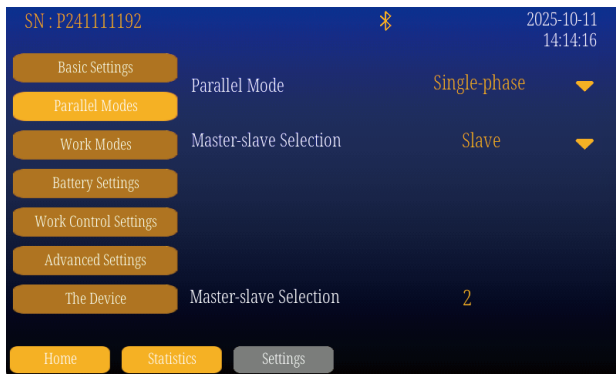 SN : P241111192
2025-10-11
14:14:16
Basic Settings
Parallel Modes
Work Modes
Battery Settings
Work Control Settings
Advanced Settings
The Device
Parallel Mode Single-phase
Master-slave Selection Slave
Master-slave Selection 2
Home Statistics Settings